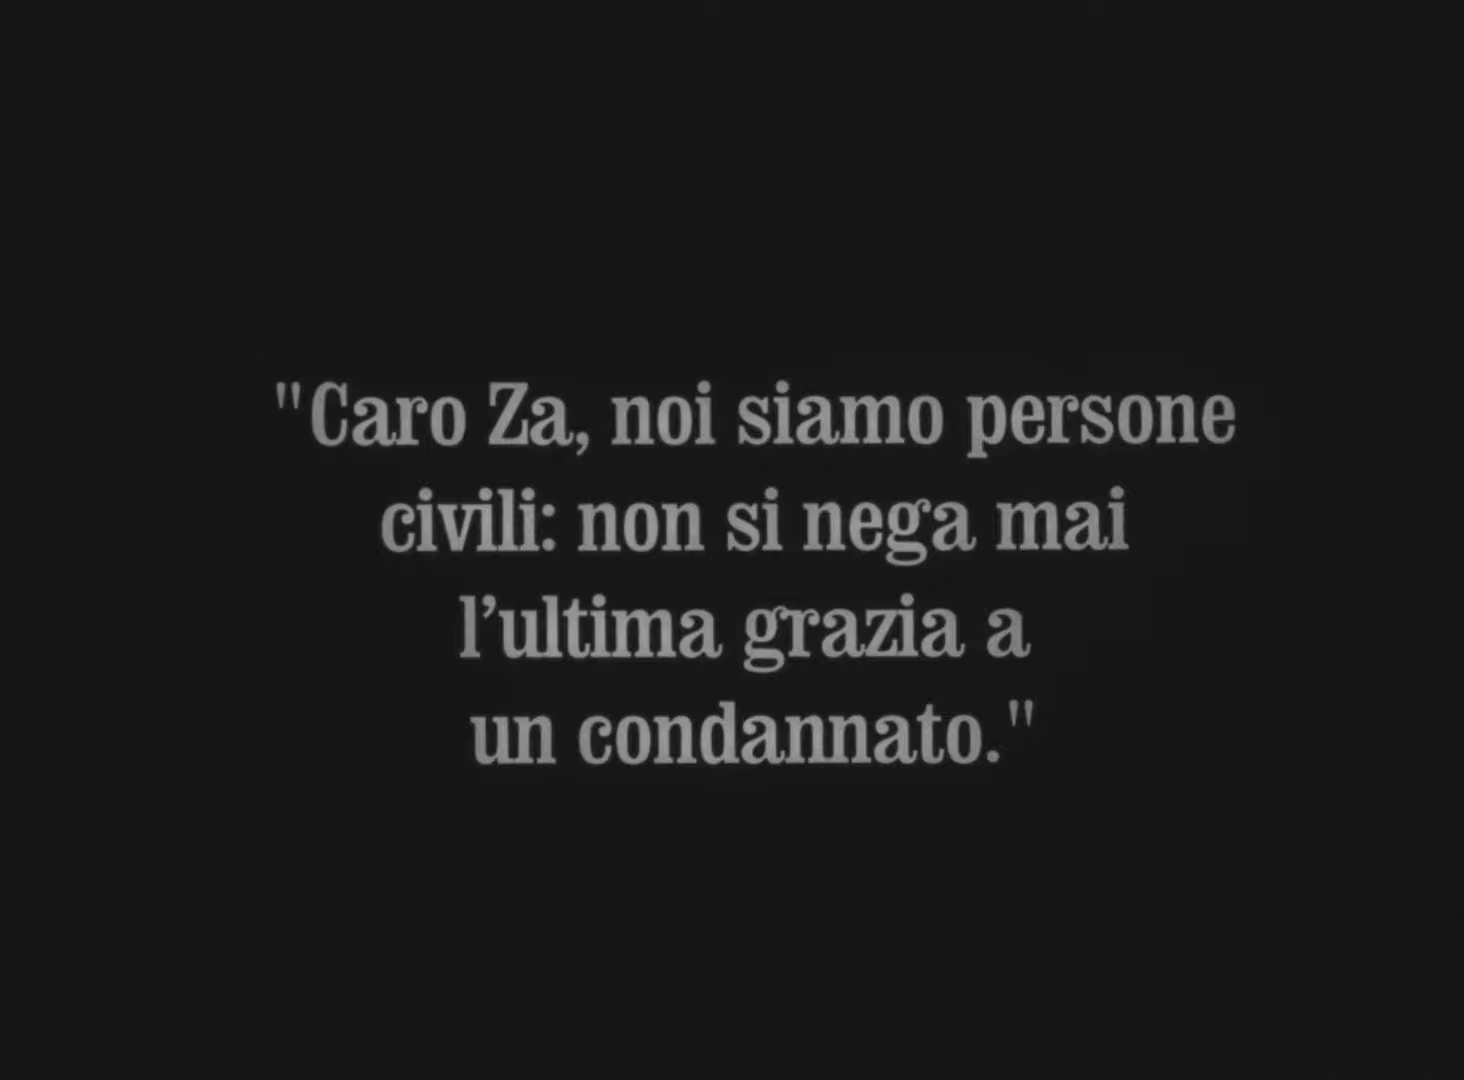 "Caro Za, noi siamo persone
civili: non si nega mai
l’ultima grazia a
un condannato."